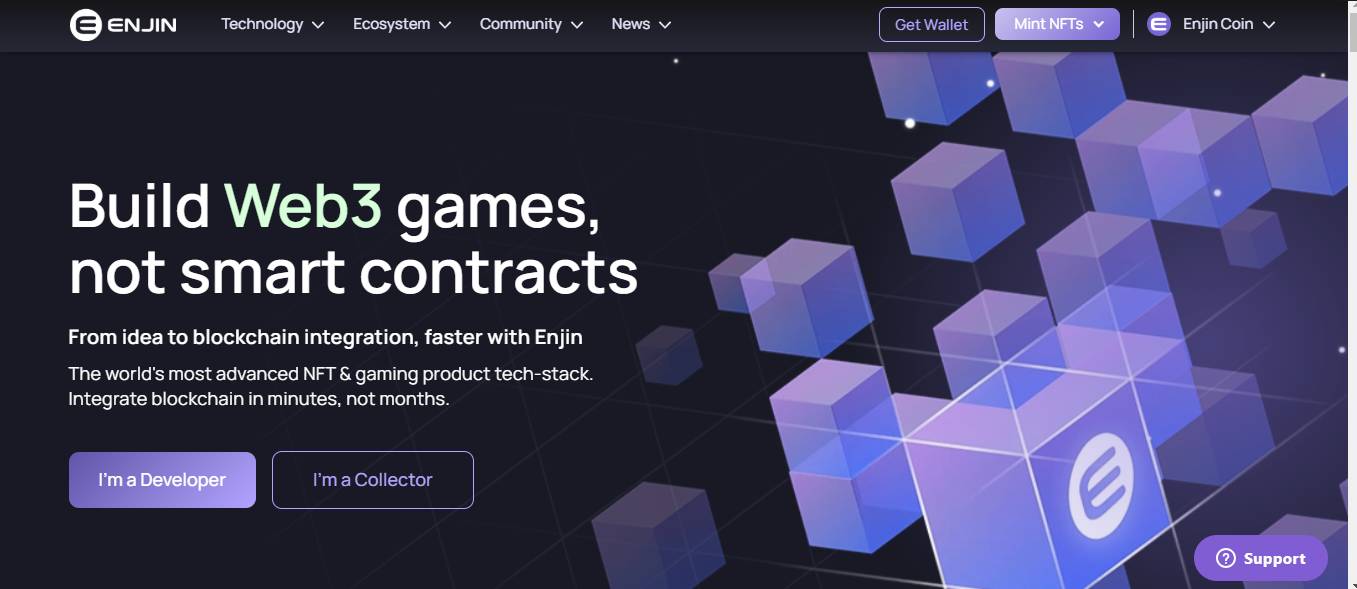 ENJIN
Technology
Ecosystem
Community
News
Get Wallet
Mint NFTs
Enjin Coin
Build Web3 games,
not smart contracts
From idea to blockchain integration, faster with Enjin
The world's most advanced NFT & gaming product tech-stack.
Integrate blockchain in minutes, not months.
I'm a Developer
I'm a Collector
Support